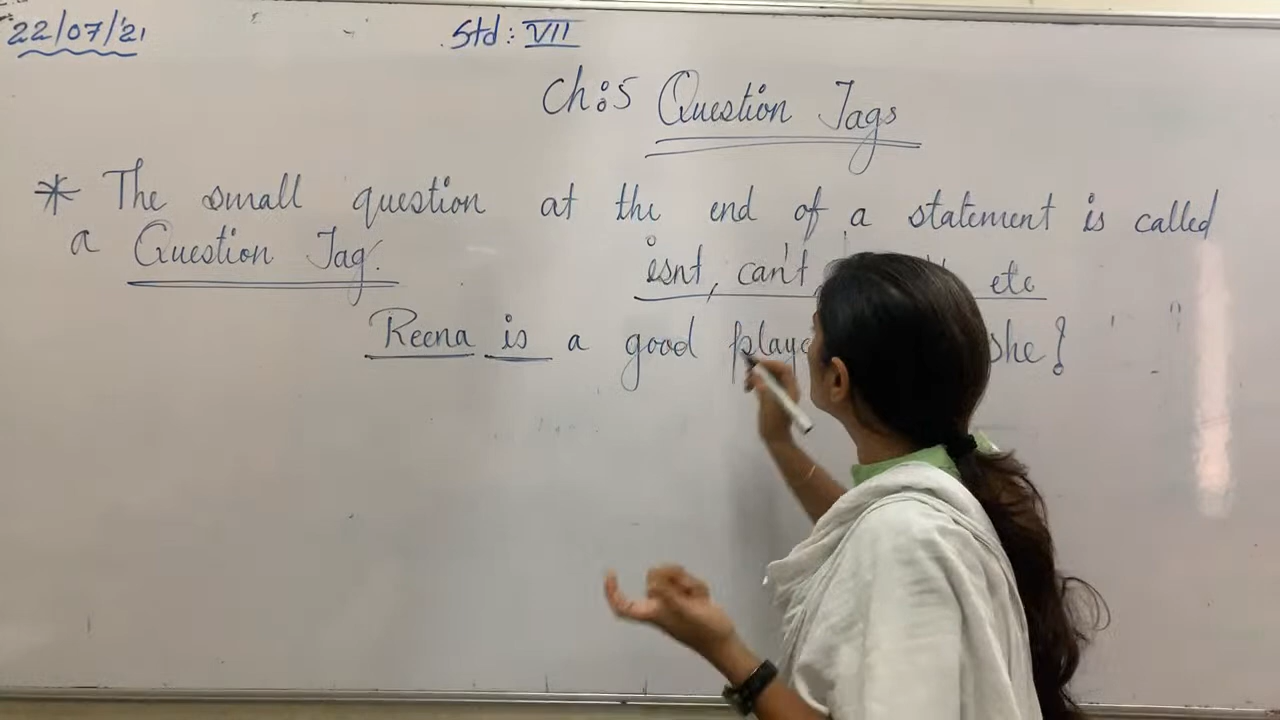 22/07/21
Std: VII
Ch:5 Question Tags
* The small question at the end of a statement is called
a Question Tag.
isnt, can't, etc
Reena is a good she?